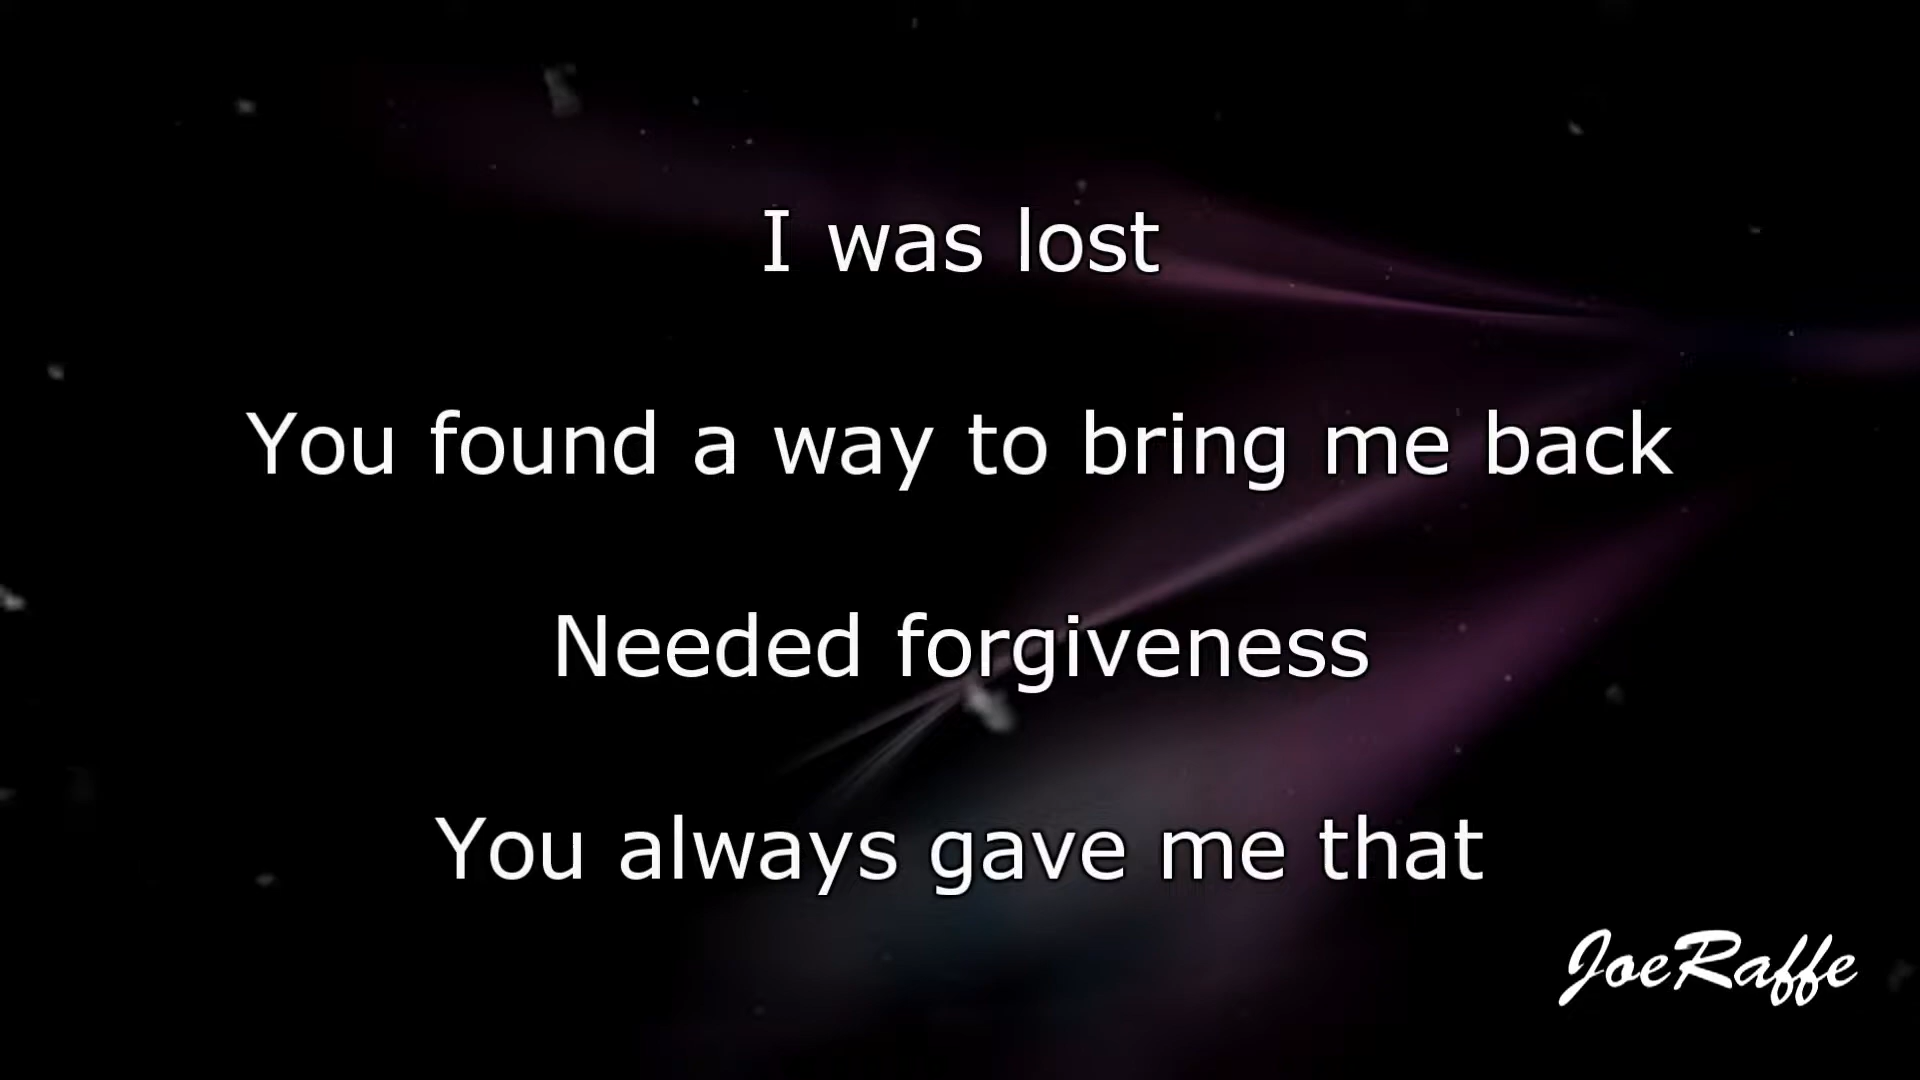 I was lost
You found a way to bring me back
Needed forgiveness
You always gave me that
JoeRaffe